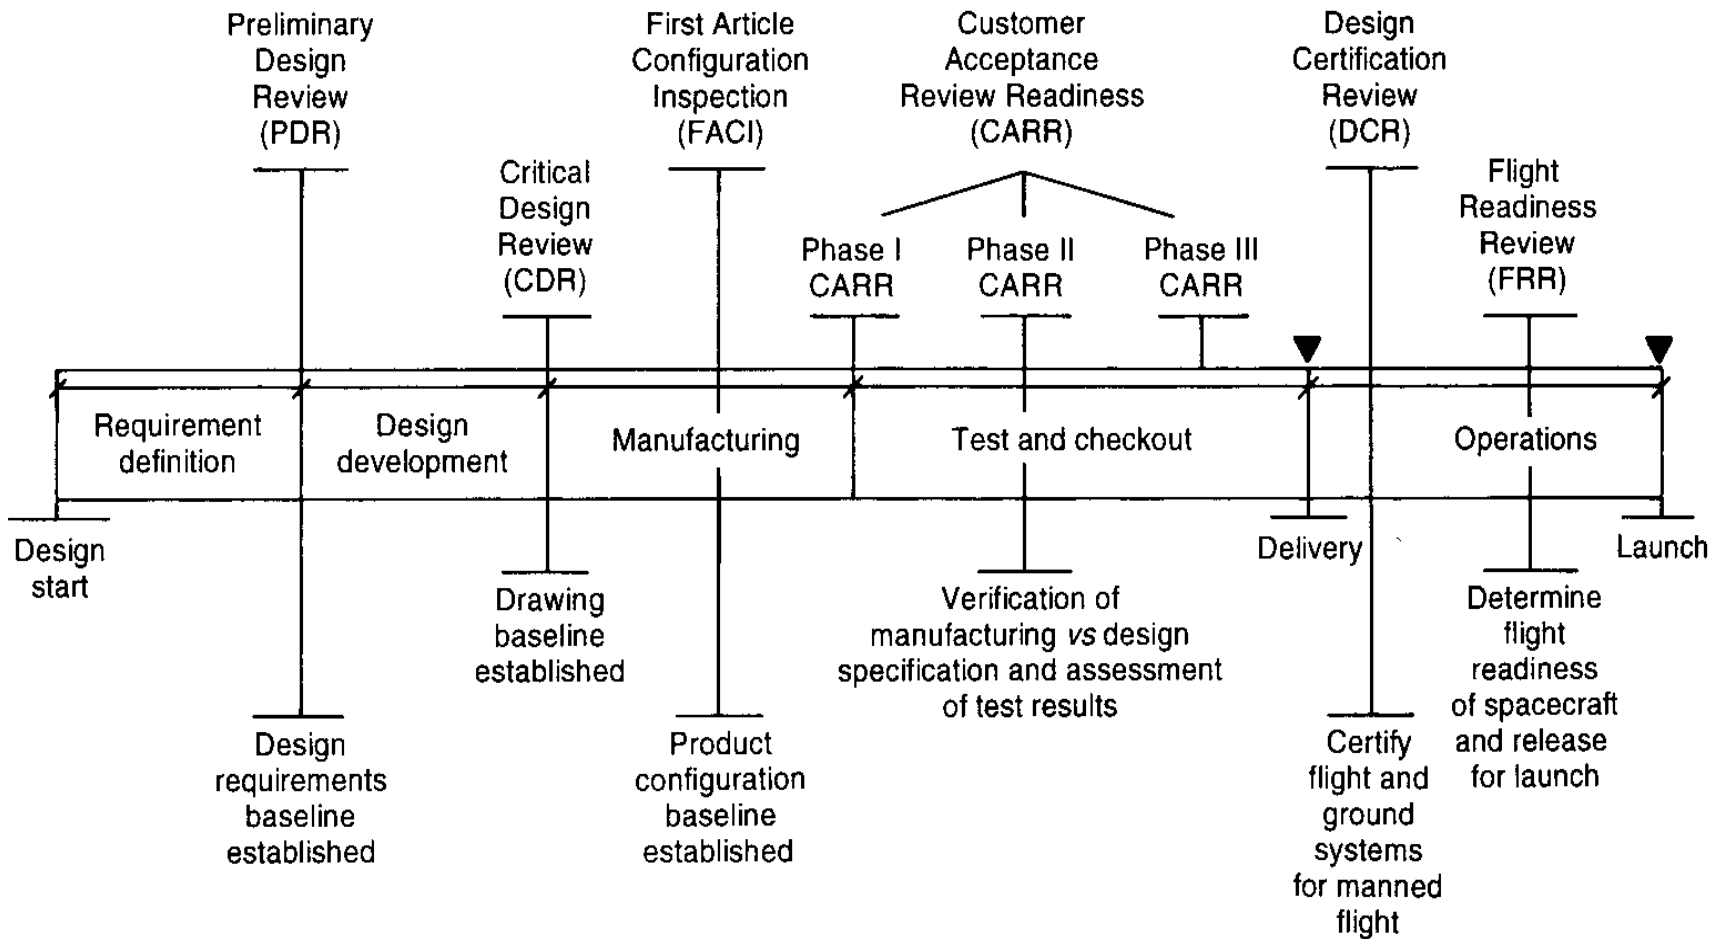 Preliminary
Design
Review
(PDR)
First Article
Configuration
Inspection
(FACI)
Customer
Acceptance
Review Readiness
(CARR)
Design
Certification
Review
(DCR)
Critical
Design
Review
(CDR)
Phase I
CARR
Phase II
CARR
Phase III
CARR
Flight
Readiness
Review
(FRR)
Requirement
definition
Design
development
Manufacturing
Test and checkout
Operations
Design
start
Delivery
Launch
Drawing
baseline
established
Verification of
manufacturing vs design
specification and assessment
of test results
Determine
flight
readiness
of spacecraft
and release
for launch
Design
requirements
baseline
established
Product
configuration
baseline
established
Certify
flight and
ground
systems
for manned
flight